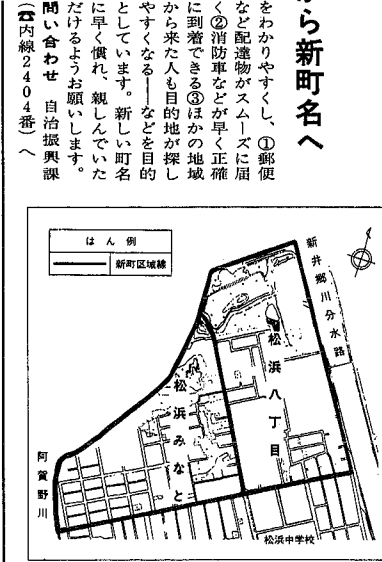 から新町名へ
をわかりやすくし、①郵便
など配達物がスムーズに届
く②消防車などが早く正確
に到着できる③ほかの地域
から来た人も目的地が探し
やすくなる――などを目的
としています。新しい町名
に早く慣れ、親しんでいた
だけるようお願いします。
問い合わせ 自治振興課
(☎内線2404番)へ
はん例
新町区域線
新井郷川分水路
松浜八丁目
松浜みなと
阿賀野川
松浜中学校